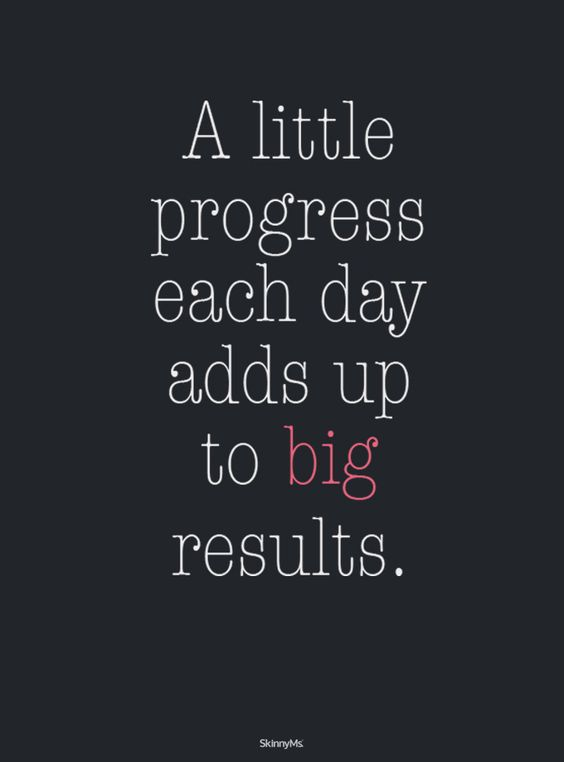 A little
progress
each day
adds up
to big
results.
SkinnyMs.